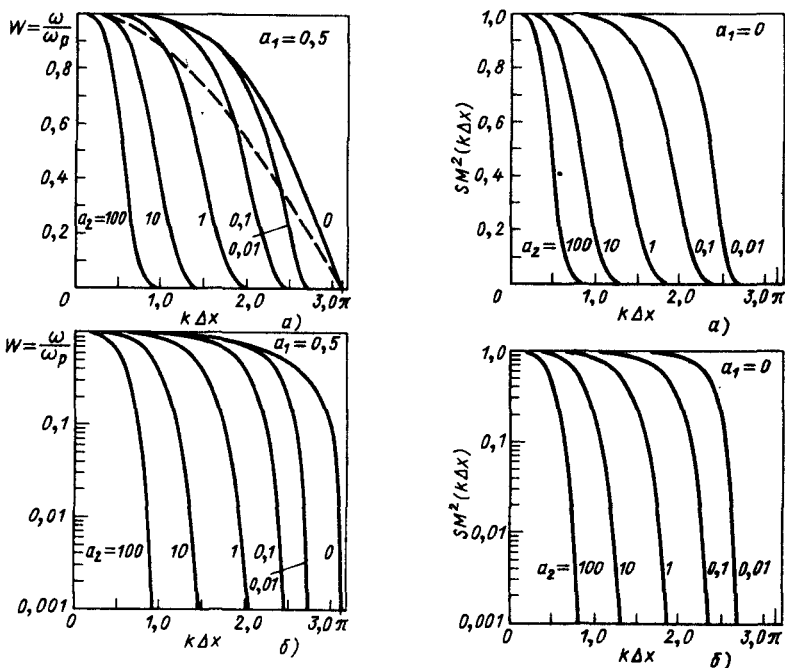 W = ω/ωp
a₁ = 0,5
0,8
0,6
0,4
0,2
a₂=100 10 1 0,1 0
0,01
0 1,0 2,0 3,0 π
k Δx а)
1,0
a₁ = 0
0,8
0,6
0,4
0,2
SM²(kΔx)
a₂ = 100 10 1 0,1 0,01
0 1,0 2,0 3,0 π
k Δx а)
W = ω/ωp
a₁ = 0,5
0,1
0,01
0,001
a₂=100 10 1 0,1 0
0,01
0 1,0 2,0 3,0 π
k Δx б)
1,0
a₁ = 0
0,1
0,01
0,001
SM²(kΔx)
a₂ = 100 10 1 0,1 0,01
0 1,0 2,0 3,0 π
k Δx б)